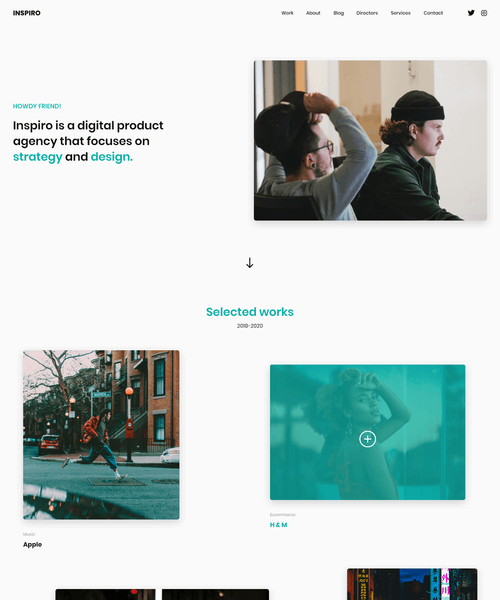 INSPIRO
Work About Blog Directors Services Contact
HOWDY FRIEND!
Inspiro is a digital product
agency that focuses on
strategy and design.
Selected works
2018-2020
Music
Apple
Ecommerce
H & M